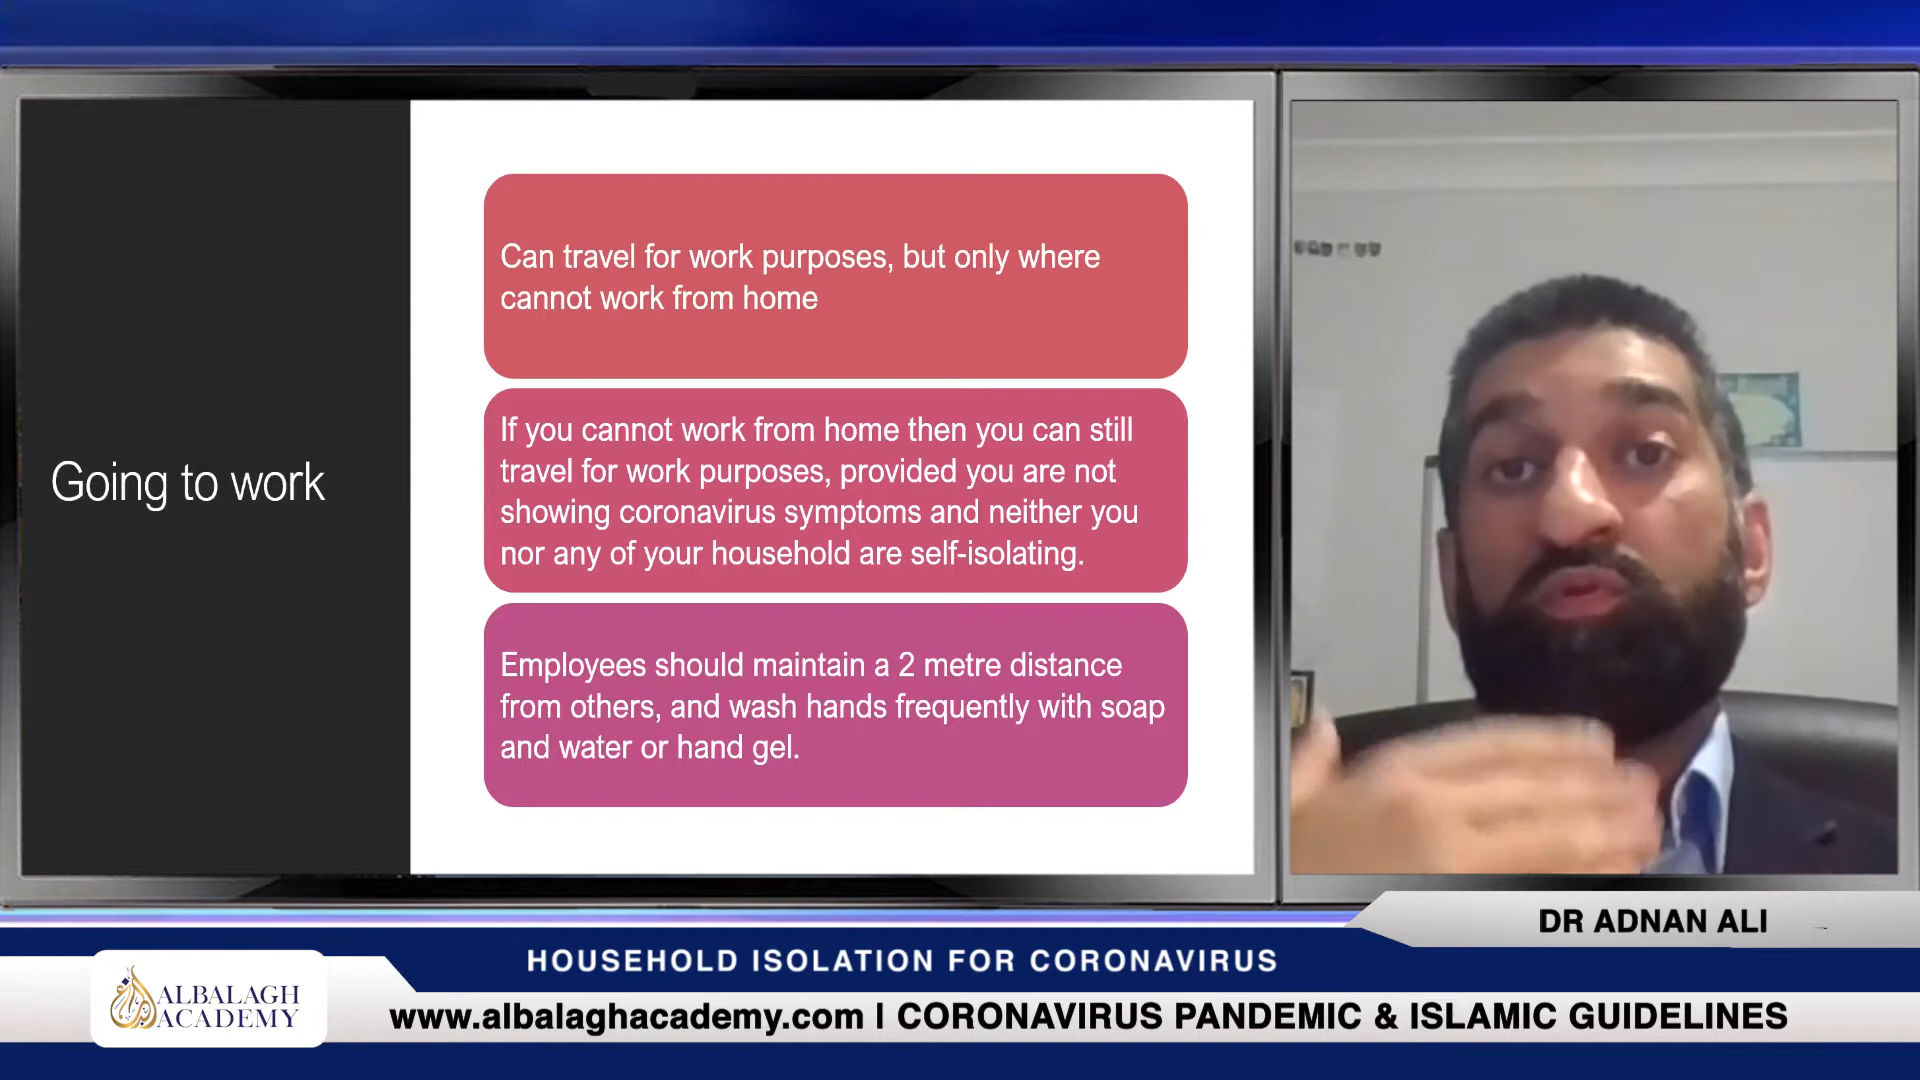 Going to work
Can travel for work purposes, but only where
cannot work from home
If you cannot work from home then you can still
travel for work purposes, provided you are not
showing coronavirus symptoms and neither you
nor any of your household are self-isolating.
Employees should maintain a 2 metre distance
from others, and wash hands frequently with soap
and water or hand gel.
DR ADNAN ALI
HOUSEHOLD ISOLATION FOR CORONAVIRUS
ALBALAGH
ACADEMY
www.albalaghacademy.com I CORONAVIRUS PANDEMIC & ISLAMIC GUIDELINES